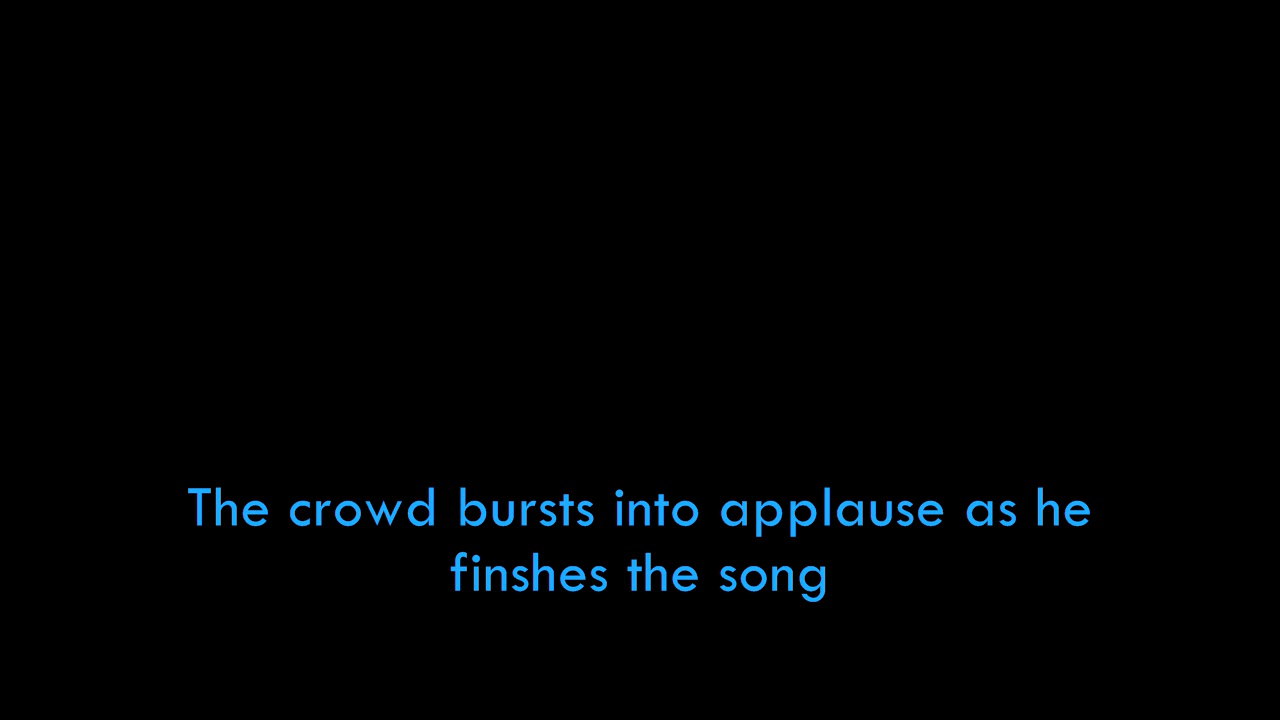 The crowd bursts into applause as he
finshes the song